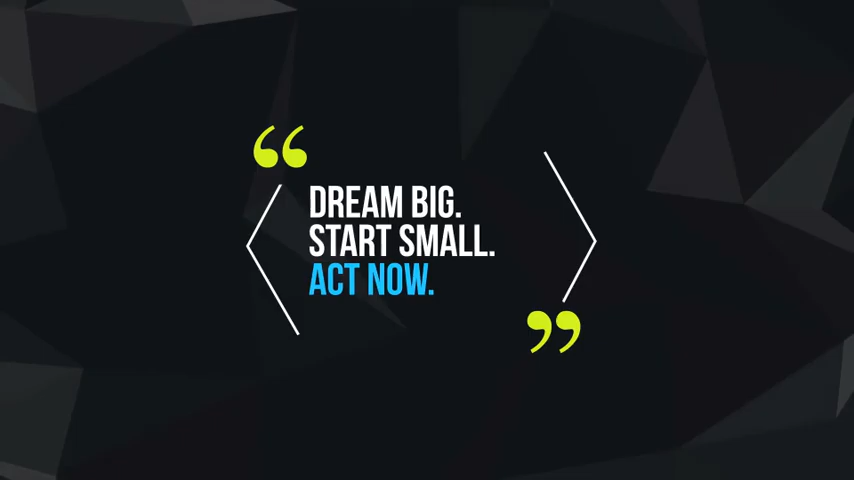 “
DREAM BIG.
START SMALL.
ACT NOW.
”